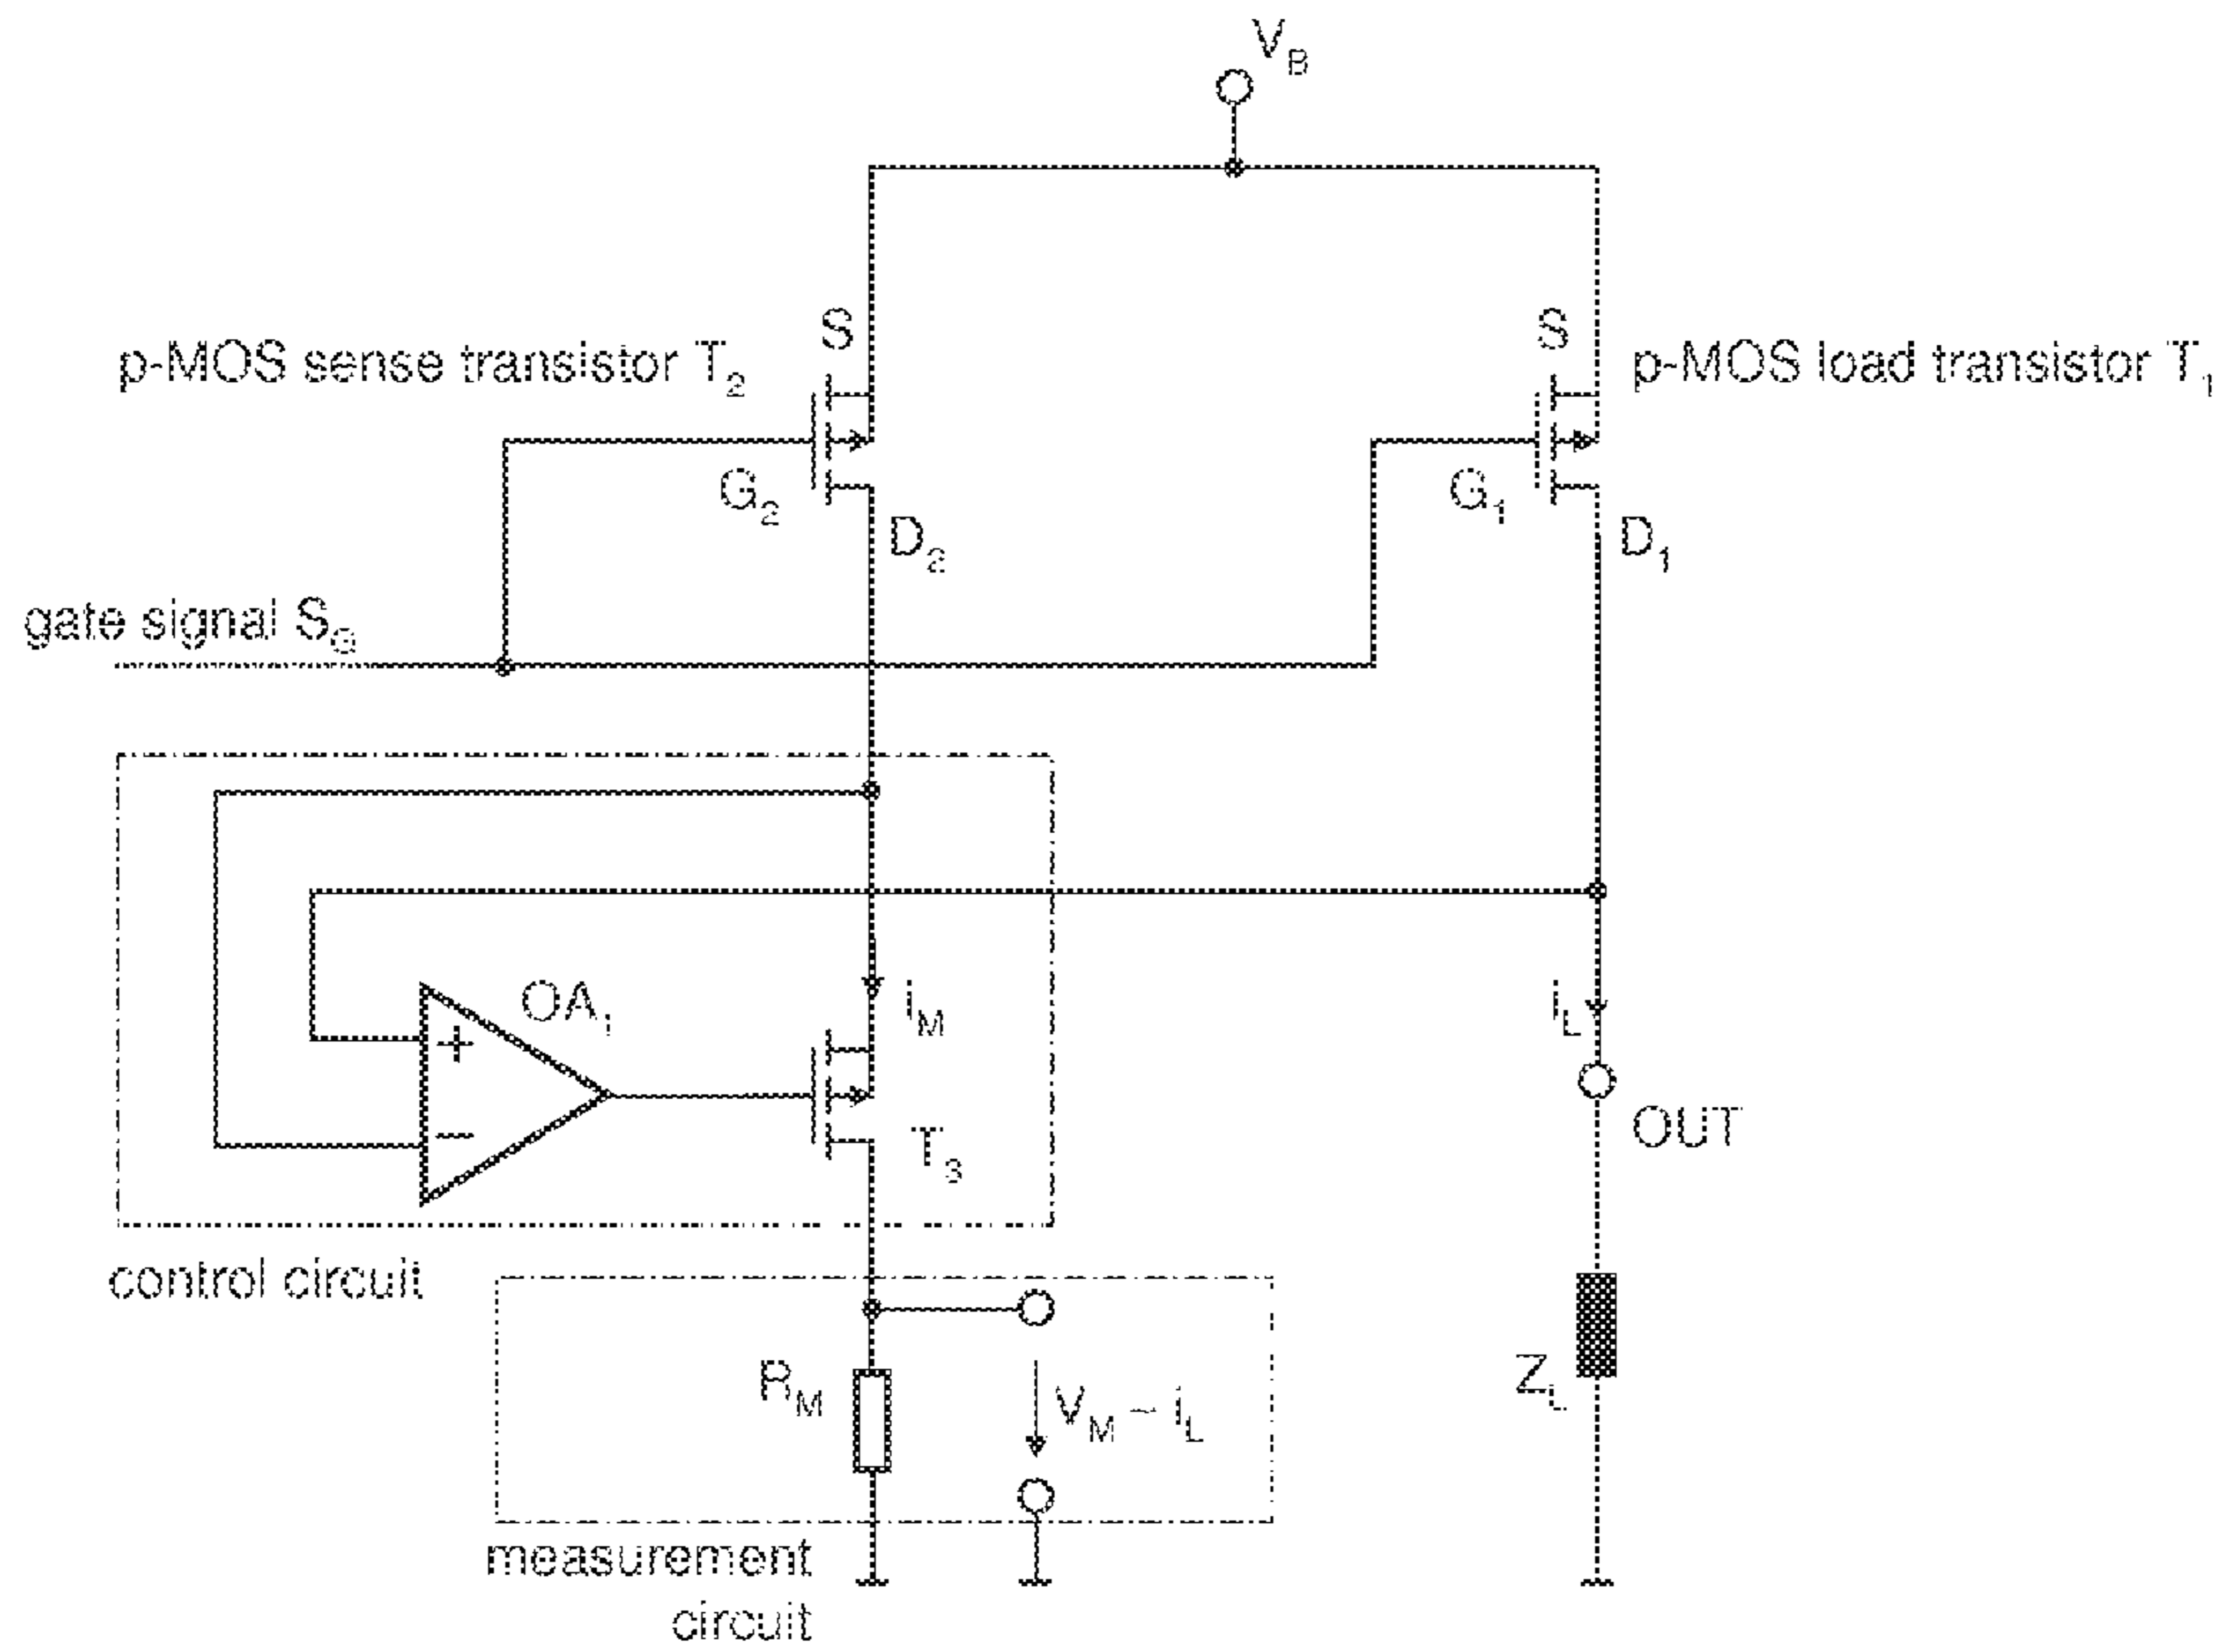 V_B
S
S
p-MOS sense transistor T_2
p-MOS load transistor T_1
G_2
G_1
D_2
D_1
gate signal S_G
OA_1
+
−
i_M
i_L
T_3
OUT
control circuit
R_M
V_M ~ i_L
Z_L
measurement
circuit